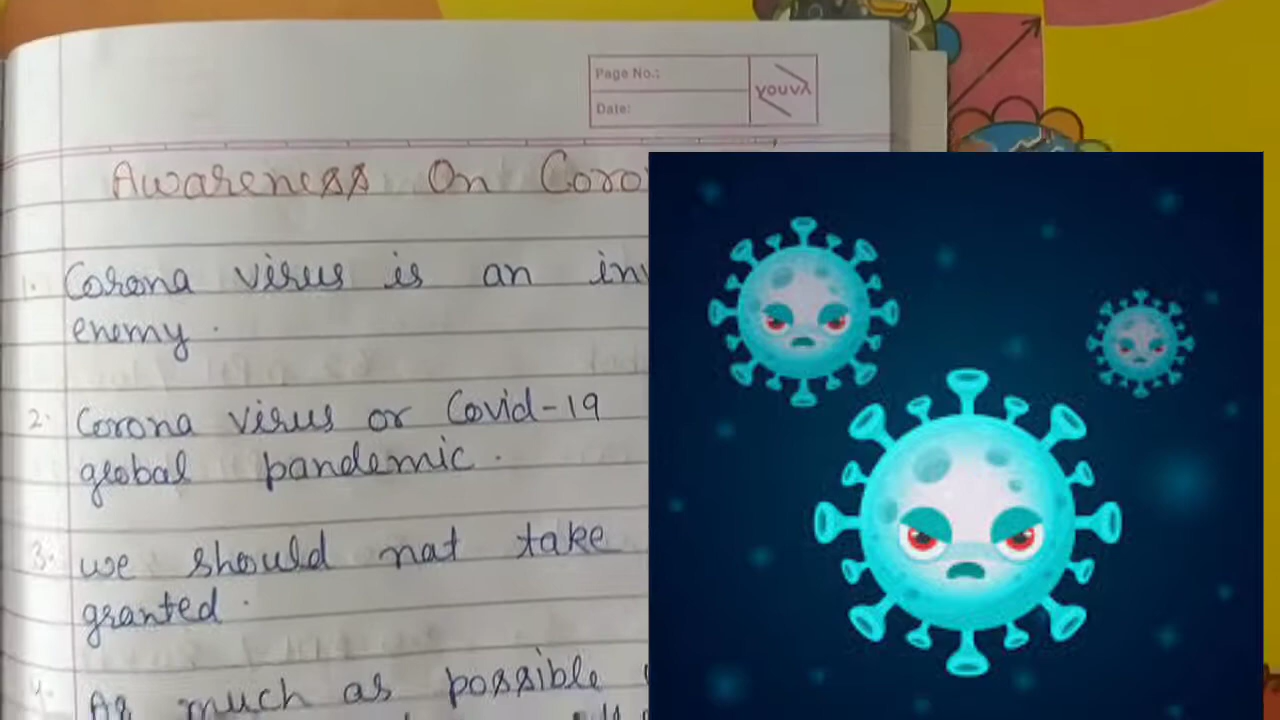 Page No.:
Date:
youva
Awareness On Coro
1. Corona virus is an inv
enemy.
2. Corona virus or Covid-19
global pandemic.
3. we should not take
granted.
4. As much as possible